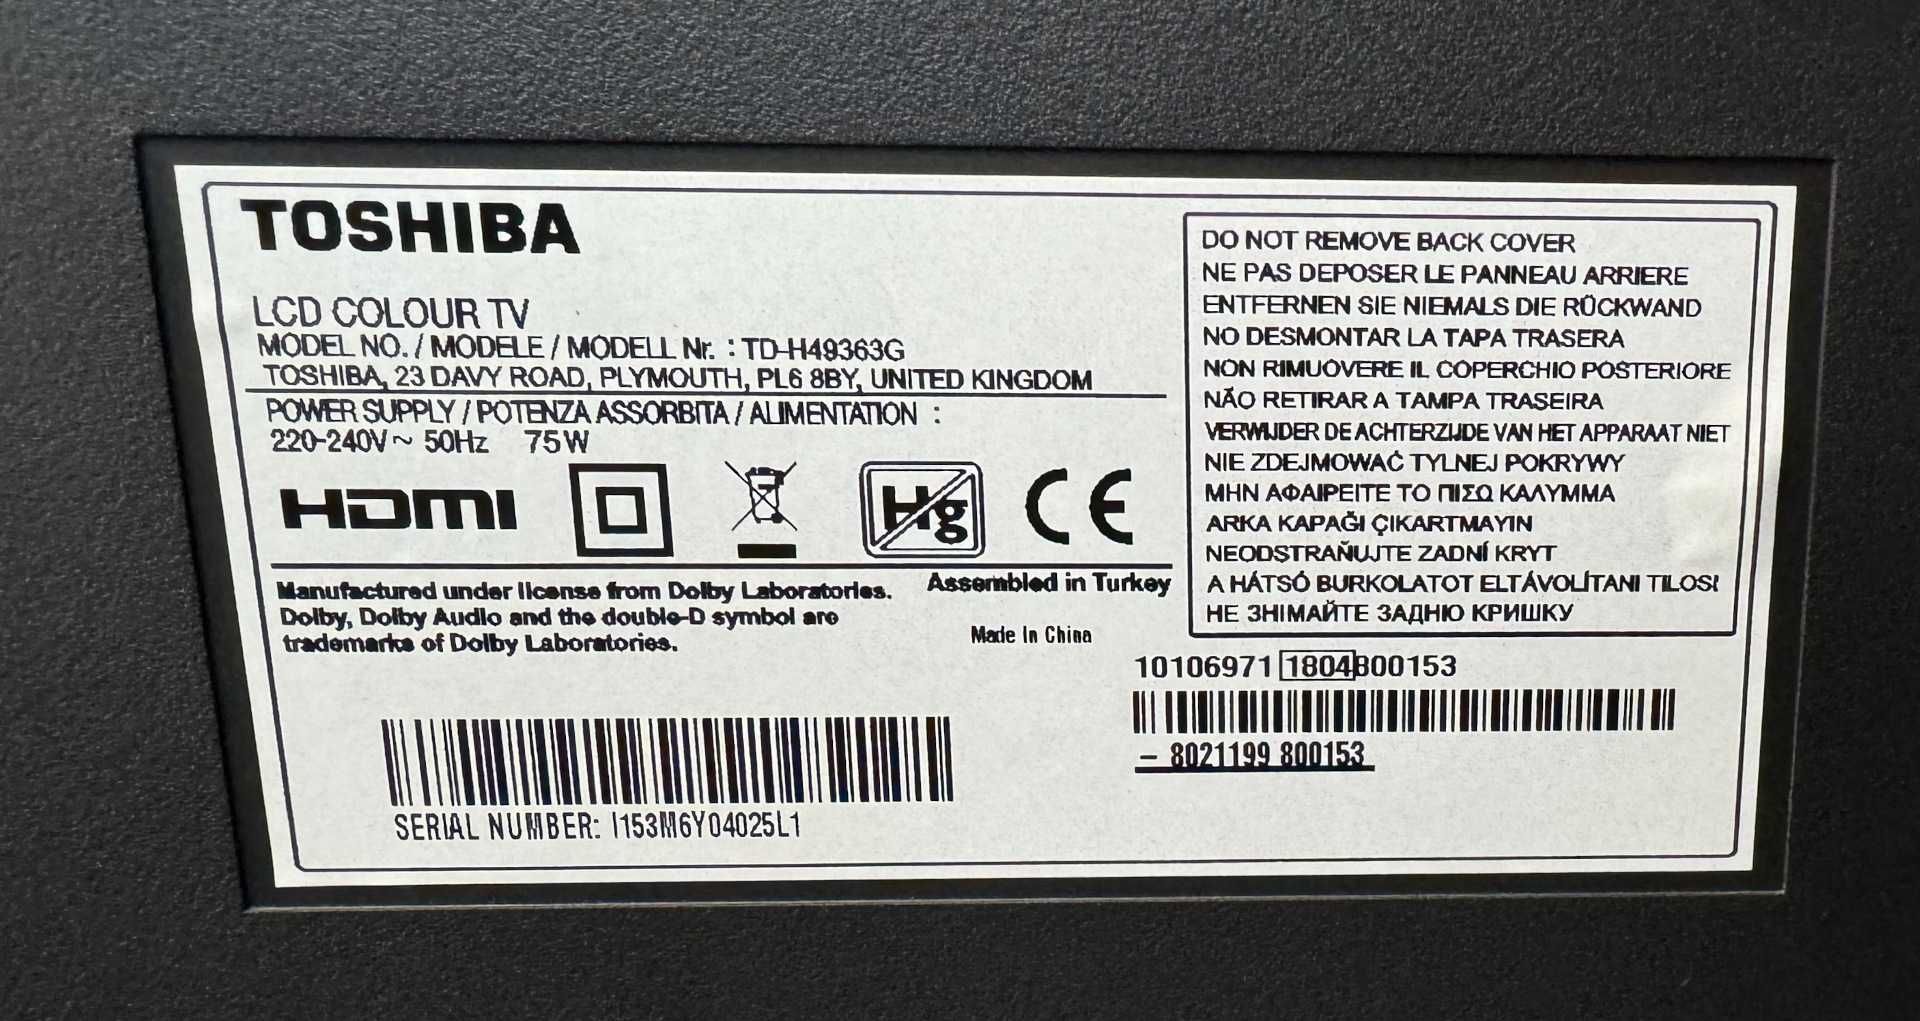 TOSHIBA
LCD COLOUR TV
MODEL NO. / MODELE / MODELL Nr. : TD-H49363G
TOSHIBA, 23 DAVY ROAD, PLYMOUTH, PL6 8BY, UNITED KINGDOM
POWER SUPPLY / POTENZA ASSORBITA / ALIMENTATION :
220-240V ~ 50Hz 75W
HDMI
Hg
CE
Manufactured under license from Dolby Laboratories.
Dolby, Dolby Audio and the double-D symbol are
trademarks of Dolby Laboratories.
Assembled in Turkey
Made In China
SERIAL NUMBER: I153M6Y04025L1
DO NOT REMOVE BACK COVER
NE PAS DEPOSER LE PANNEAU ARRIERE
ENTFERNEN SIE NIEMALS DIE RÜCKWAND
NO DESMONTAR LA TAPA TRASERA
NON RIMUOVERE IL COPERCHIO POSTERIORE
NÃO RETIRAR A TAMPA TRASEIRA
VERWIJDER DE ACHTERZIJDE VAN HET APPARAAT NIET
NIE ZDEJMOWAĆ TYLNEJ POKRYWY
ΜΗΝ ΑΦΑΙΡΕΙΤΕ ΤΟ ΠΙΣΩ ΚΑΛΥΜΜΑ
ARKA KAPAĞI ÇIKARTMAYIN
NEODSTRAŇUJTE ZADNÍ KRYT
A HÁTSÓ BURKOLATOT ELTÁVOLÍTANI TILOS!
НЕ ЗНІМАЙТЕ ЗАДНЮ КРИШКУ
10106971 1804800153
– 8021199 800153